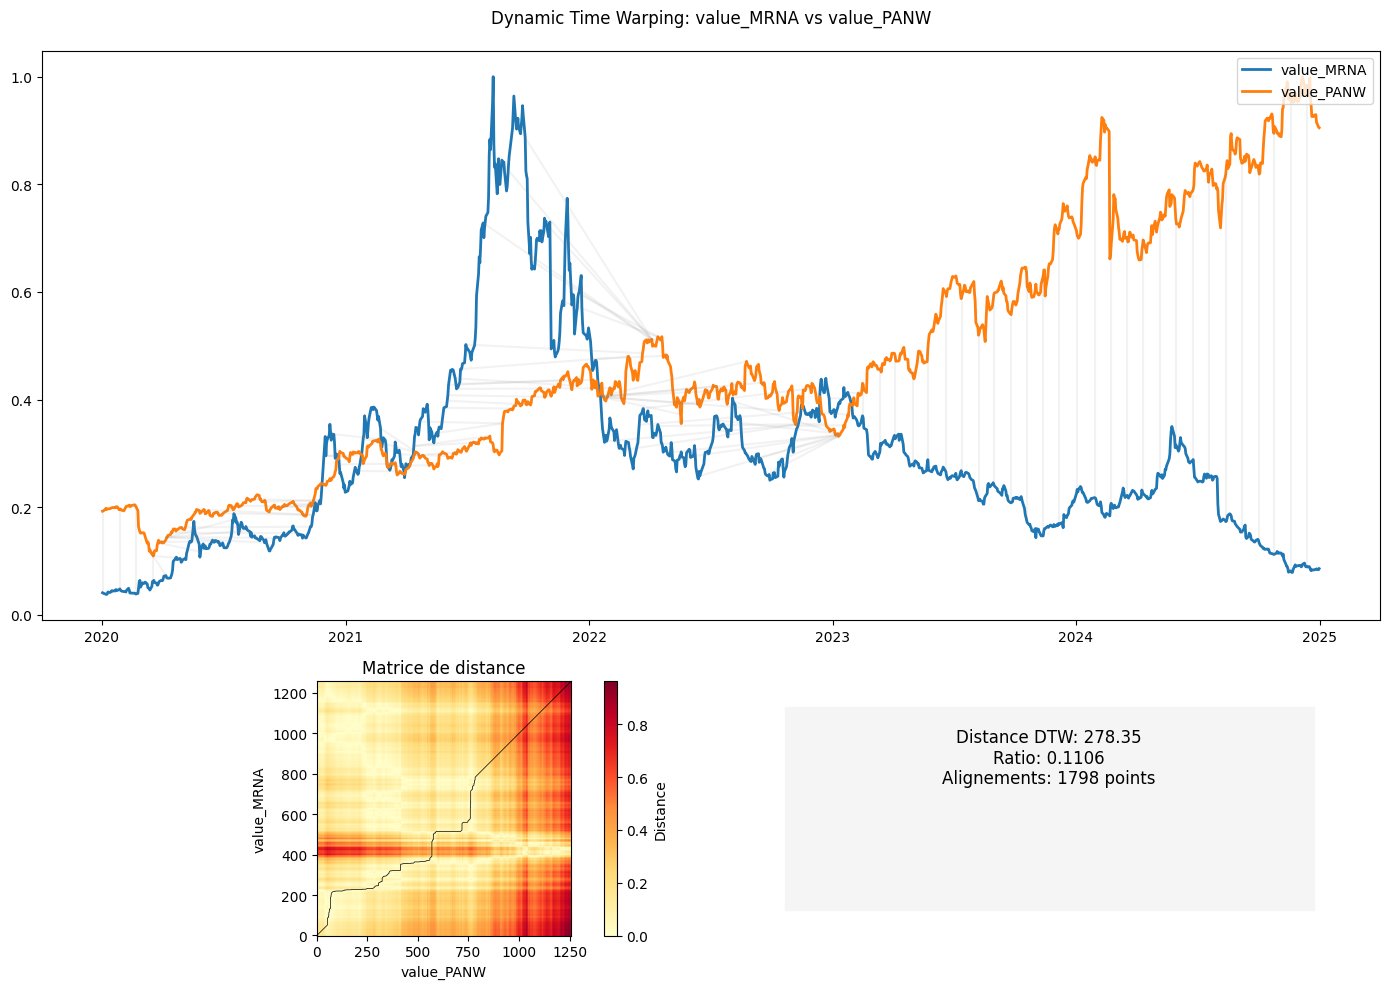 Dynamic Time Warping: value_MRNA vs value_PANW
value_MRNA
value_PANW
1.0
0.8
0.6
0.4
0.2
0.0
2020 2021 2022 2023 2024 2025
Matrice de distance
value_MRNA
1200
1000
800
600
400
200
0
0 250 500 750 1000 1250
value_PANW
0.8
0.6
0.4
0.2
0.0
Distance
Distance DTW: 278.35
Ratio: 0.1106
Alignements: 1798 points